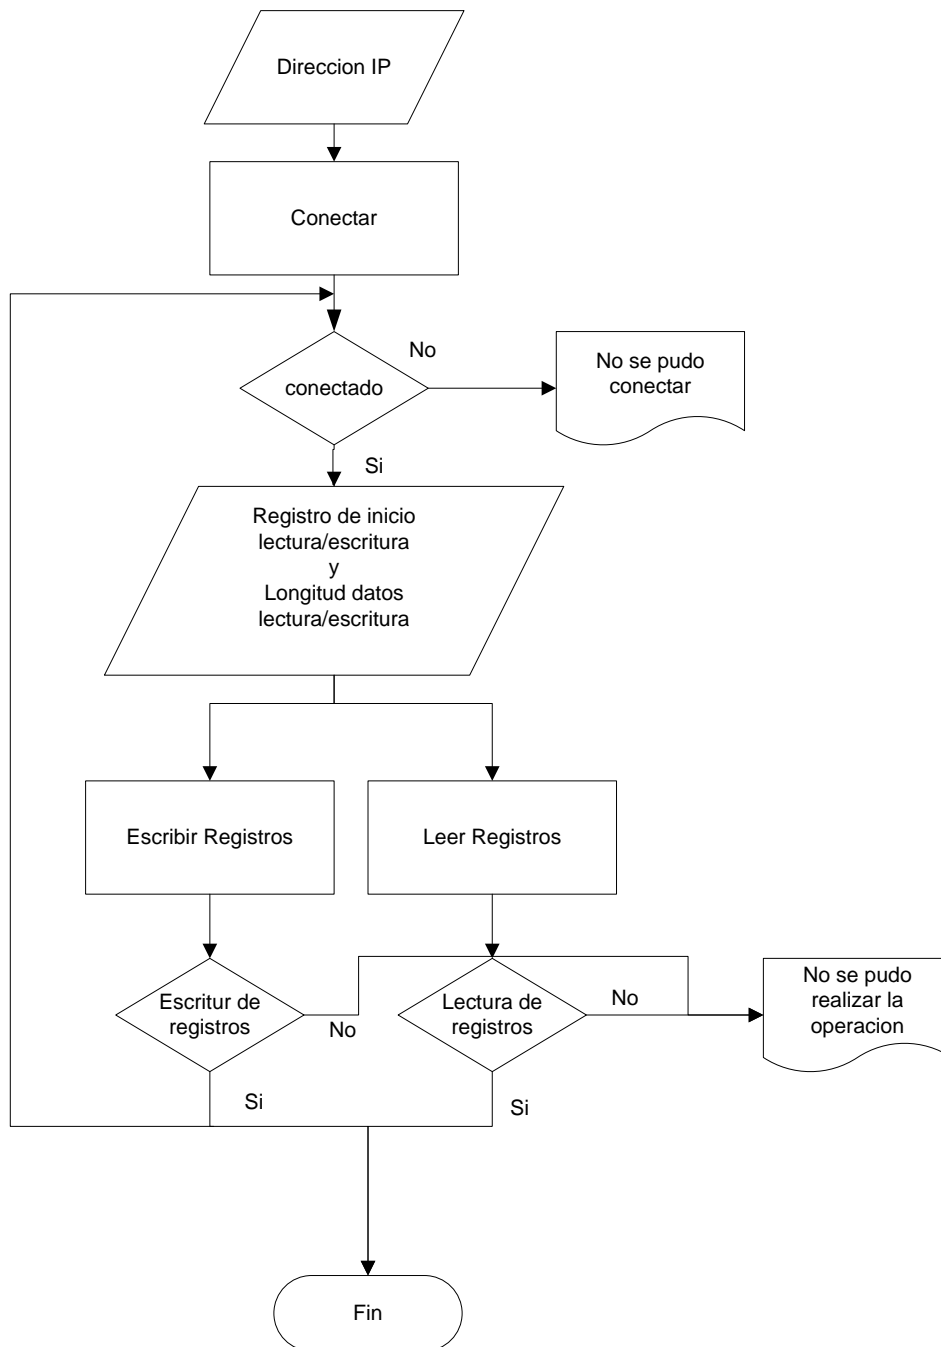 Direccion IP
Conectar
No
conectado
No se pudo
conectar
Si
Registro de inicio
lectura/escritura
y
Longitud datos
lectura/escritura
Escribir Registros
Leer Registros
Escritur de
registros
No
Lectura de
registros
No
No se pudo
realizar la
operacion
Si
Si
Fin